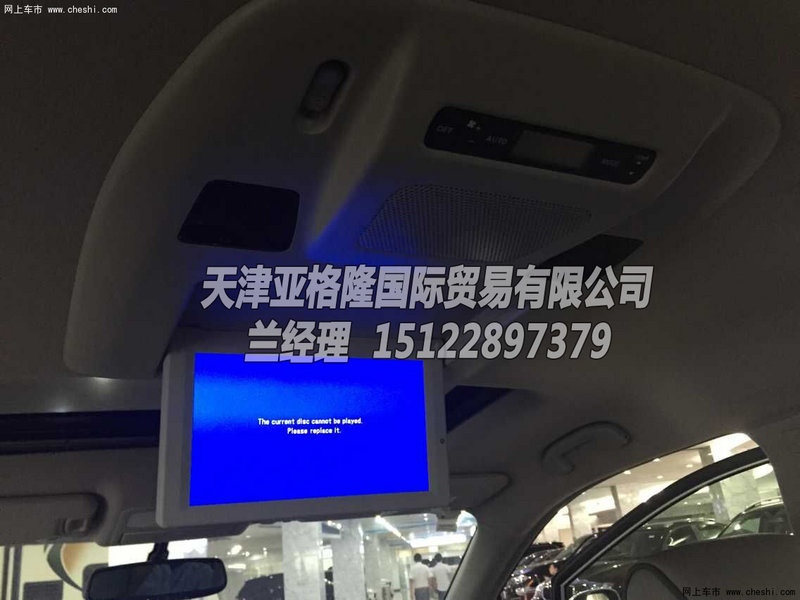 网上车市 www.cheshi.com
OFF
AUTO
MODE
天津亚格隆国际贸易有限公司
兰经理 15122897379
The current disc cannot be played.
Please replace it.
网上车市 www.cheshi.com